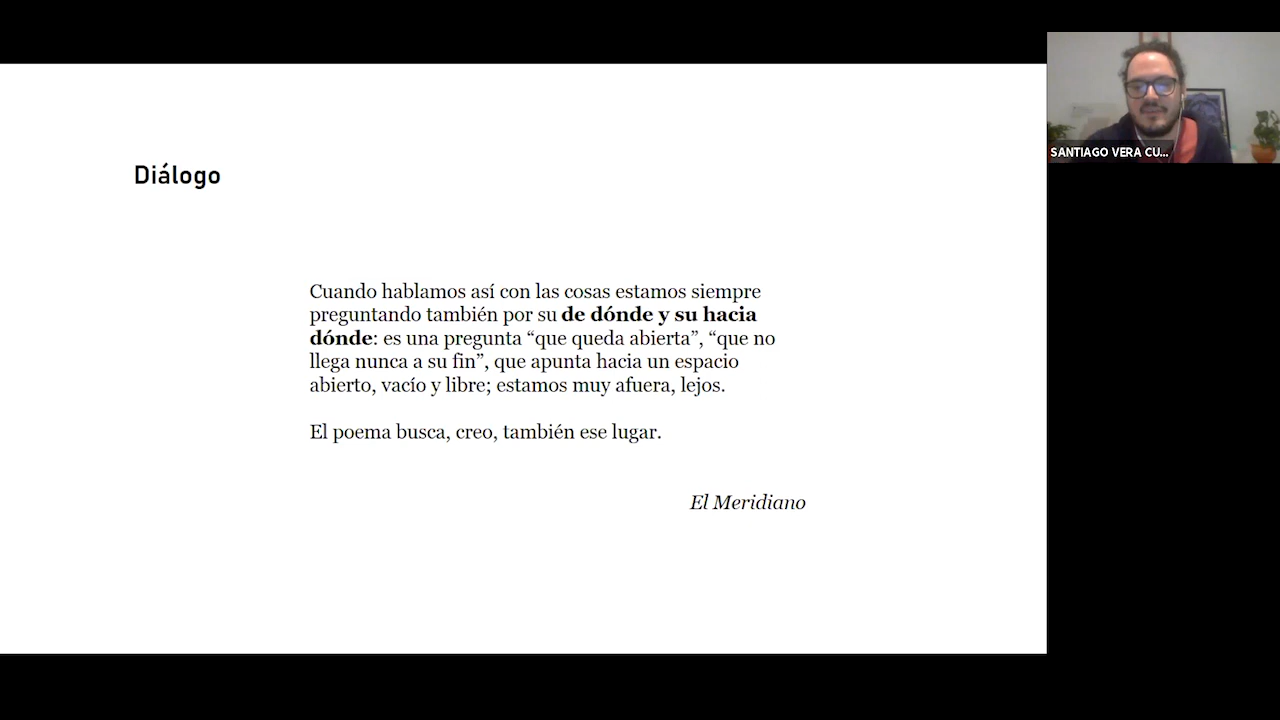 Diálogo
Cuando hablamos así con las cosas estamos siempre
preguntando también por su de dónde y su hacia
dónde: es una pregunta “que queda abierta”, “que no
llega nunca a su fin”, que apunta hacia un espacio
abierto, vacío y libre; estamos muy afuera, lejos.
El poema busca, creo, también ese lugar.
El Meridiano
SANTIAGO VERA CU...